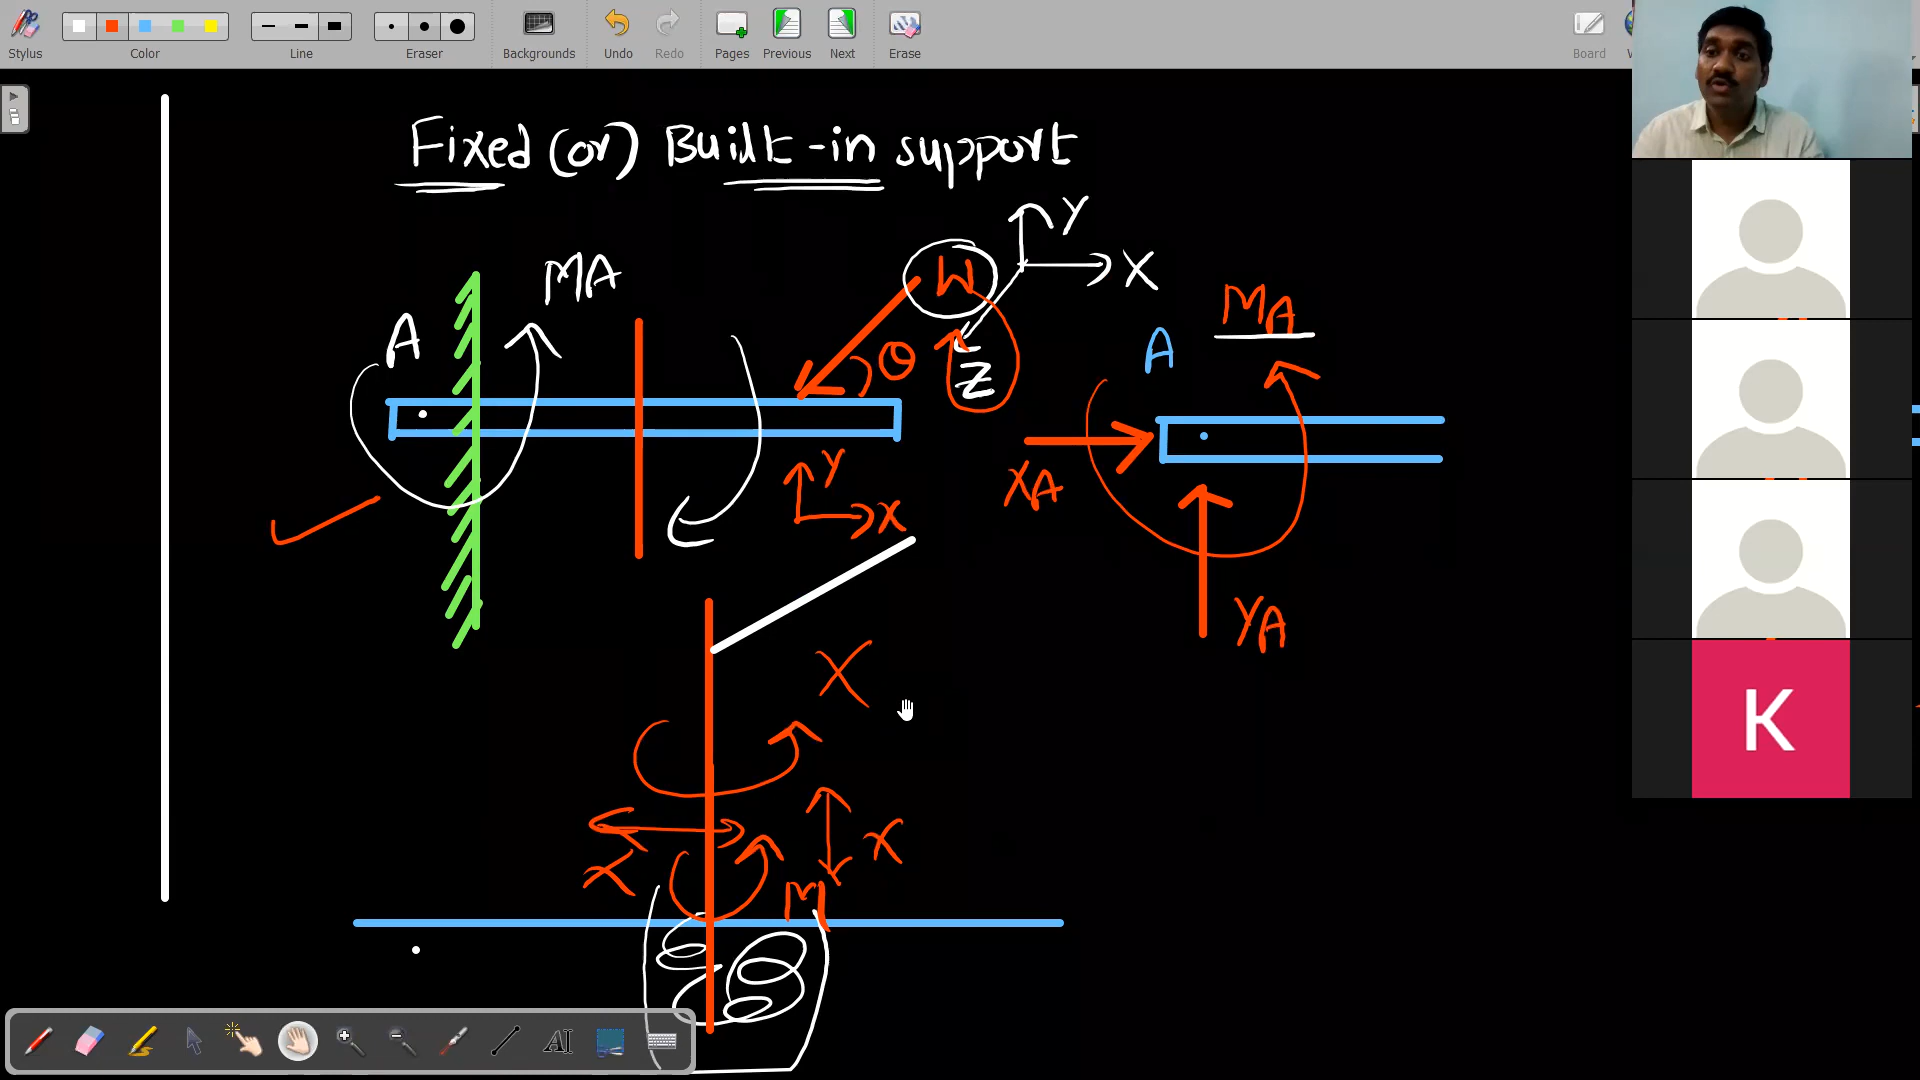 Stylus
Color
Line
Eraser
Backgrounds
Undo
Redo
Pages
Previous
Next
Erase
Board
Fixed (or) Built-in support
Y
X
Z
MA
A
W
θ
Y
X
MA
A
XA
YA
X
X
X
M
K
AI